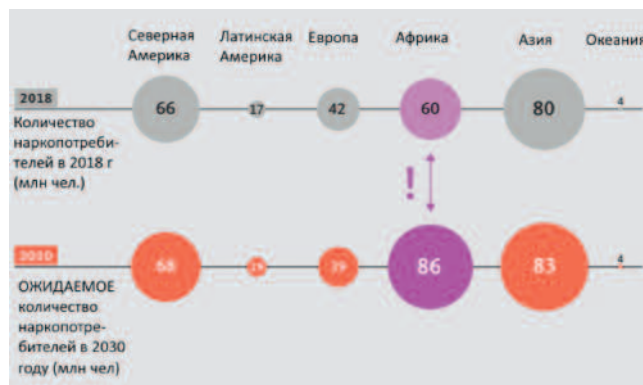 Северная
Америка
Латинская
Америка
Европа
Африка
Азия
Океания
2018
66
17
42
60
80
4
Количество
наркопотреби-
телей в 2018 г
(млн чел.)
!
2030
68
19
39
86
83
4
ОЖИДАЕМОЕ
количество
наркопотре-
бителей в 2030
году (млн чел)